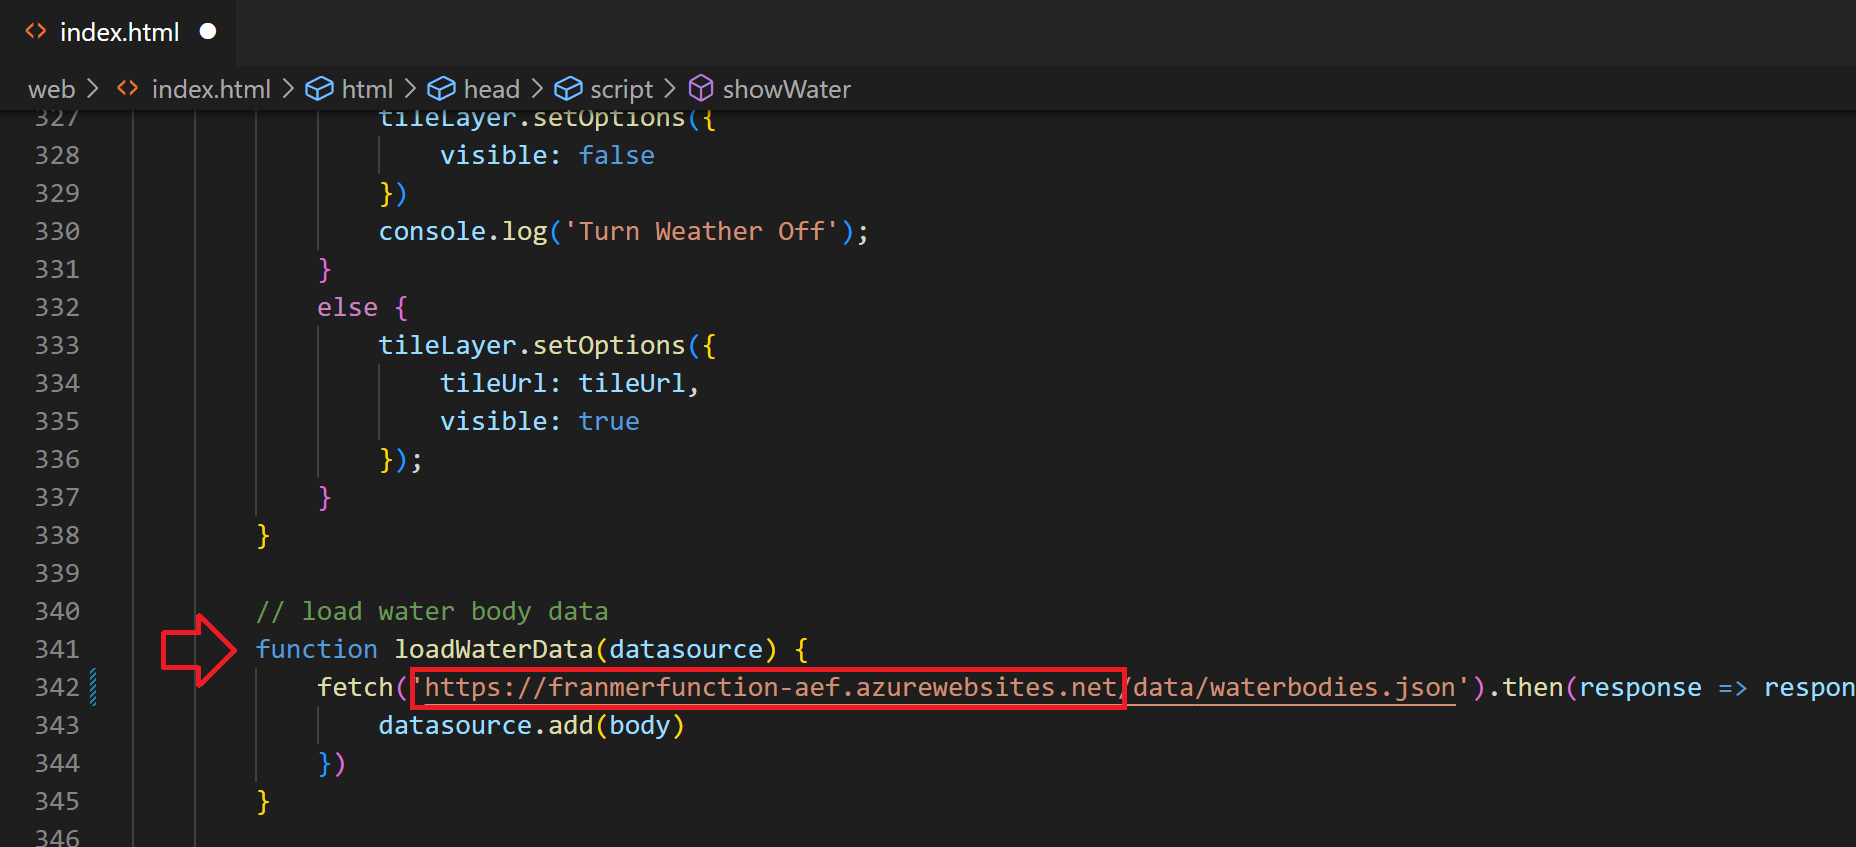 index.html
web > index.html > html > head > script > showWater
327 tileLayer.setOptions({
328 visible: false
329 })
330 console.log('Turn Weather Off');
331 }
332 else {
333 tileLayer.setOptions({
334 tileUrl: tileUrl,
335 visible: true
336 });
337 }
338 }
339
340 // load water body data
341 function loadWaterData(datasource) {
342 fetch('https://franmerfunction-aef.azurewebsites.net/data/waterbodies.json').then(response => respon
343 datasource.add(body)
344 })
345 }
346